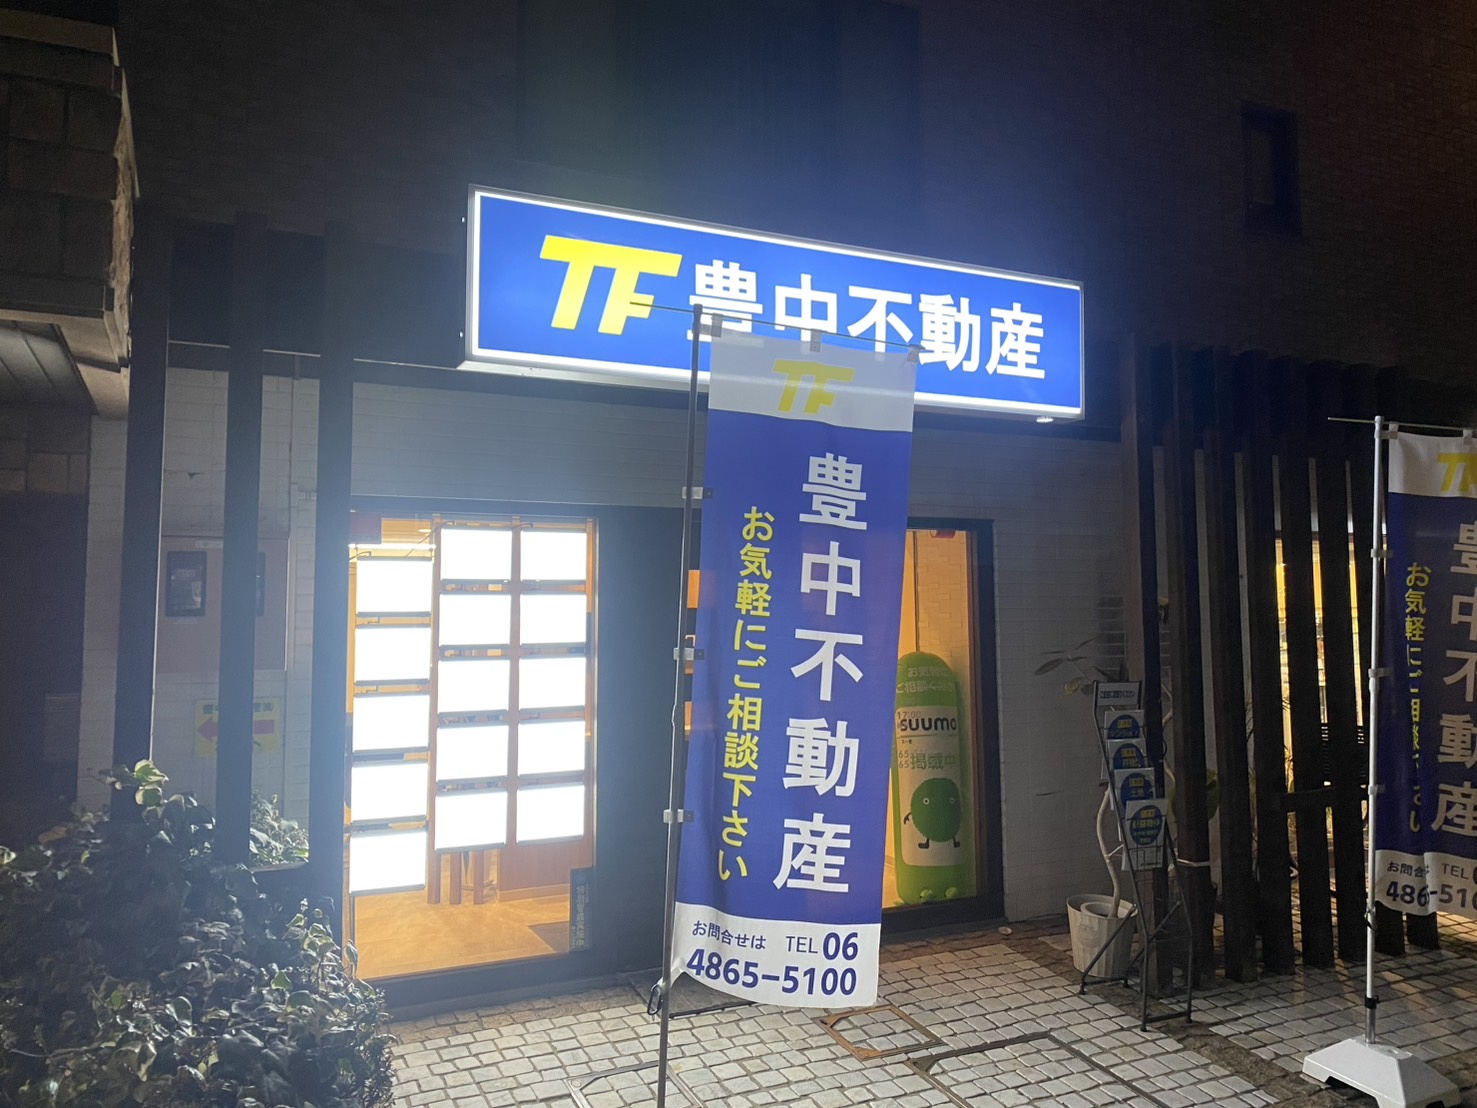 TF 豊中不動産
TF
豊中不動産
お気軽にご相談下さい
お問合せは TEL 06
4865-5100
suumo
掲載中
豊中不動産
お気軽にご相談下さい
お問合せ TEL
486-510